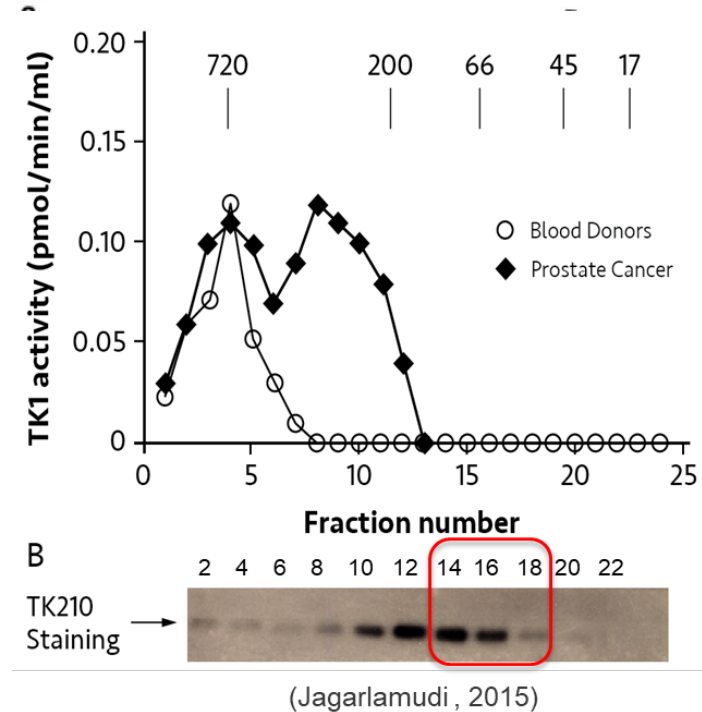 0.20
720 200 66 45 17
0.15
0.10
0.05
0
TK1 activity (pmol/min/ml)
Blood Donors
Prostate Cancer
0 5 10 15 20 25
Fraction number
B
2 4 6 8 10 12 14 16 18 20 22
TK210
Staining
(Jagarlamudi , 2015)